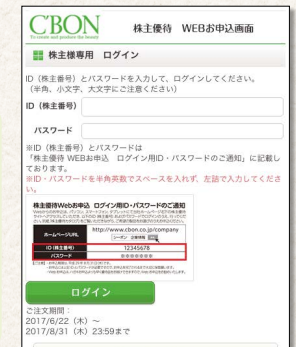 C'BON
To create and produce the beauty
株主優待 WEBお申込画面
株主様専用 ログイン
ID（株主番号）とパスワードを入力して、ログインしてください。
（半角、小文字、大文字にご注意ください）
ID（株主番号）
パスワード
※ID（株主番号）とパスワードは
「株主優待 WEBお申込 ログイン用ID・パスワードのご通知」に記載し
ております。
※ID・パスワードを半角英数でスペースを入れず、左詰で入力してくださ
い。
株主優待Webお申込 ログイン用ID・パスワードのご通知
ホームページURL
http://www.cbon.co.jp/company
シーボン 企業情報
ID（株主番号）
12345678
パスワード
ログイン
ご注文期間：
2017/6/22（木）～
2017/8/31（木）23:59まで